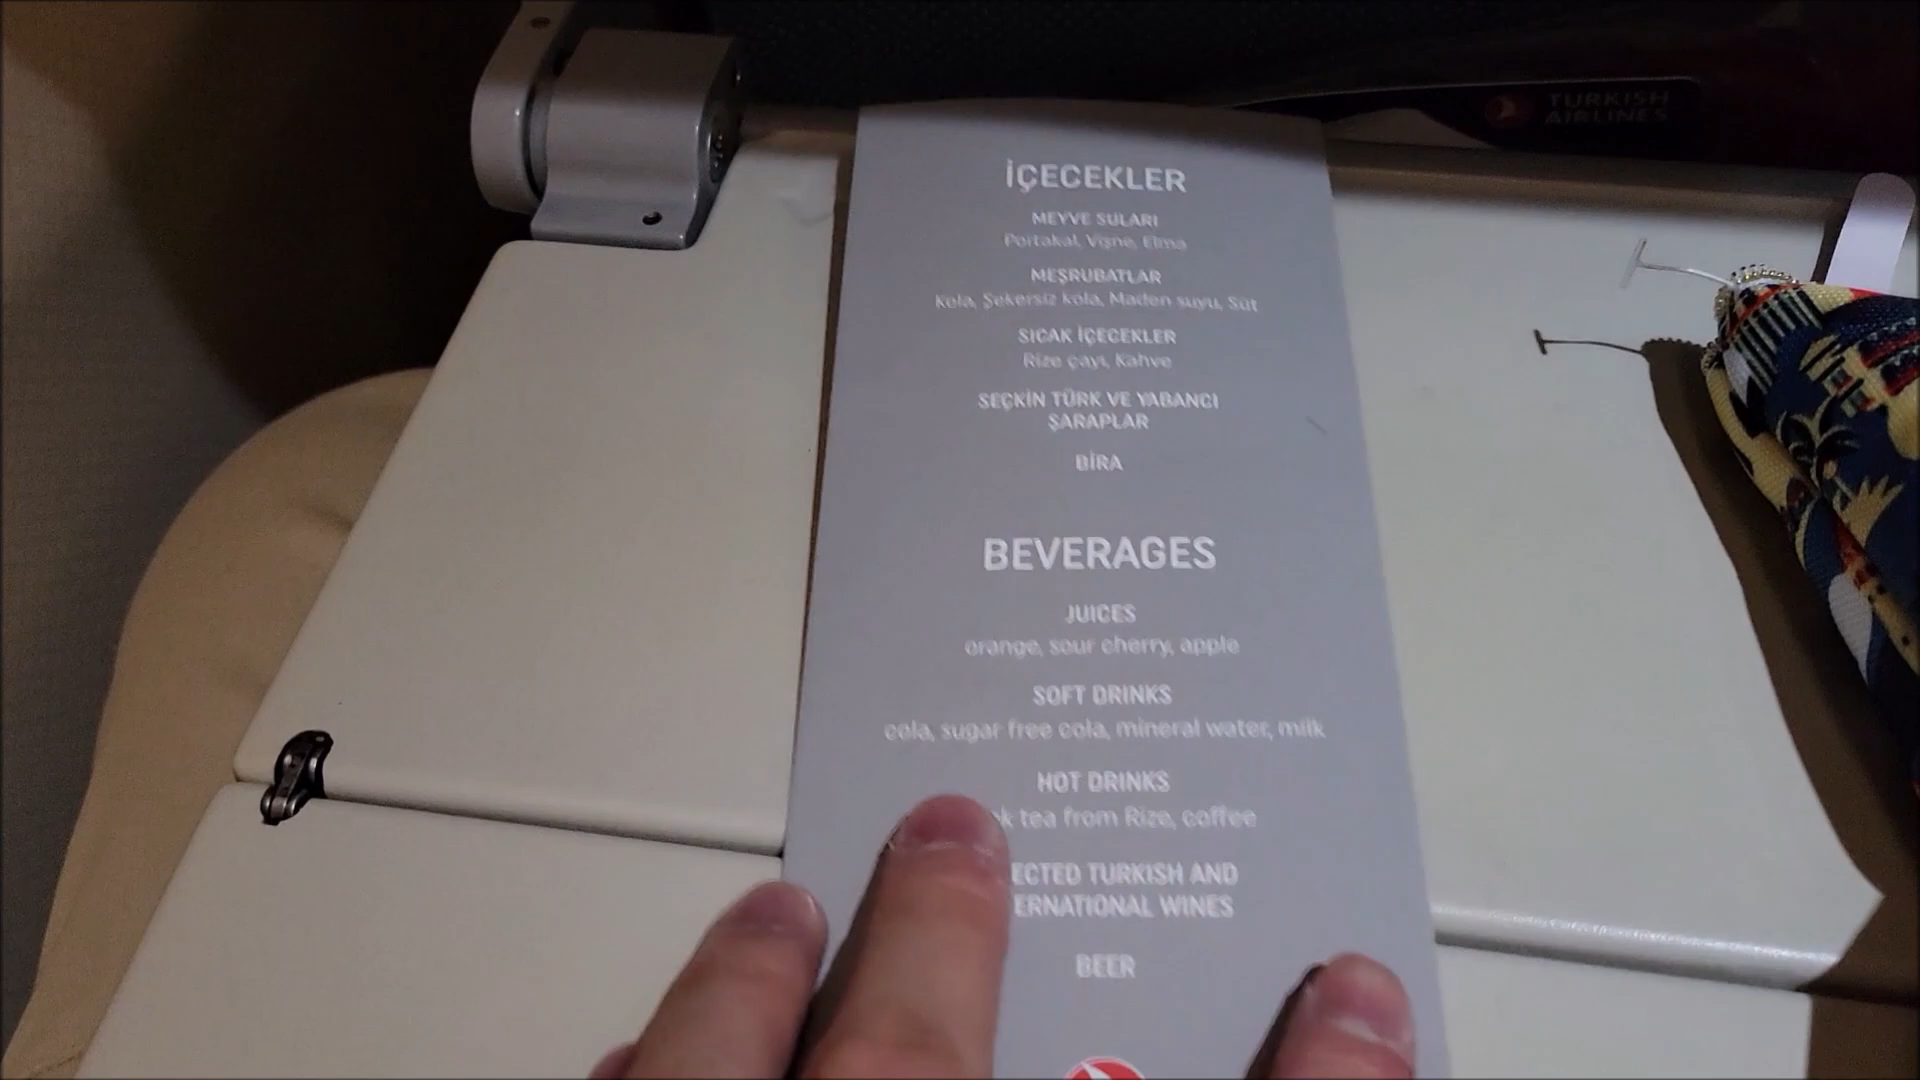 TURKISH
AIRLINES
İÇECEKLER
MEYVE SULARI
Portakal, Vişne, Elma
MEŞRUBATLAR
Kola, Şekersiz kola, Maden suyu, Süt
SICAK İÇECEKLER
Rize çayı, Kahve
SEÇKİN TÜRK VE YABANCI
ŞARAPLAR
BİRA
BEVERAGES
JUICES
orange, sour cherry, apple
SOFT DRINKS
cola, sugar free cola, mineral water, milk
HOT DRINKS
tea from Rize, coffee
TURKISH AND
WINES
BEER